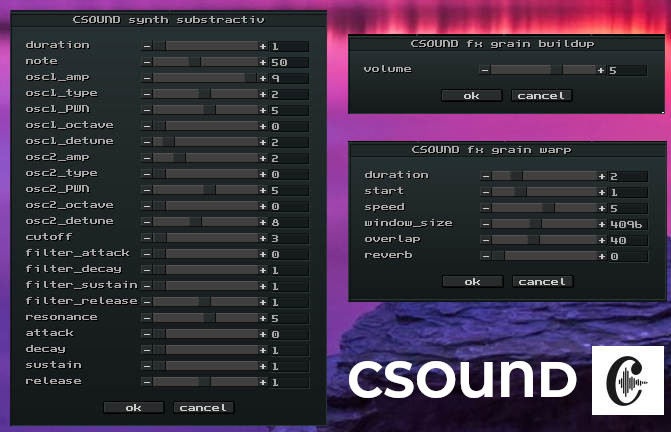 CSOUND synth substractiv
duration - + 1
note - + 50
osc1_amp - + 9
osc1_type - + 2
osc1_PWN - + 5
osc1_octave - + 0
osc1_detune - + 2
osc2_amp - + 2
osc2_type - + 0
osc2_PWN - + 5
osc2_octave - + 0
osc2_detune - + 8
cutoff - + 3
filter_attack - + 0
filter_decay - + 1
filter_sustain - + 1
filter_release - + 1
resonance - + 5
attack - + 0
decay - + 1
sustain - + 1
release - + 1
ok cancel
CSOUND fx grain buildup
volume - + 5
ok cancel
CSOUND fx grain warp
duration - + 2
start - + 1
speed - + 5
window_size - + 4096
overlap - + 40
reverb - + 0
ok cancel
CSOUND
C